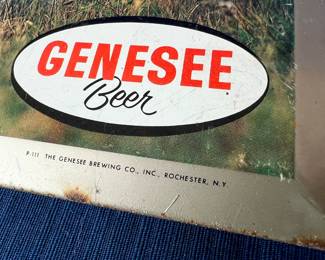 GENESEE
Beer
P-111 THE GENESEE BREWING CO., INC., ROCHESTER, N.Y.